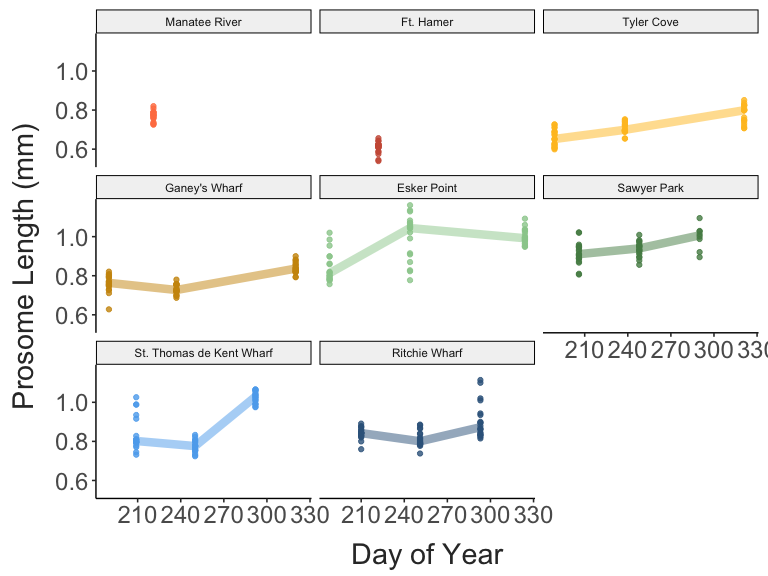 Manatee River Ft. Hamer Tyler Cove
1.0
0.8
0.6
Ganey's Wharf Esker Point Sawyer Park
1.0
0.8
0.6
210 240 270 300 330
St. Thomas de Kent Wharf Ritchie Wharf
1.0
0.8
0.6
210 240 270 300 330 210 240 270 300 330
Prosome Length (mm)
Day of Year